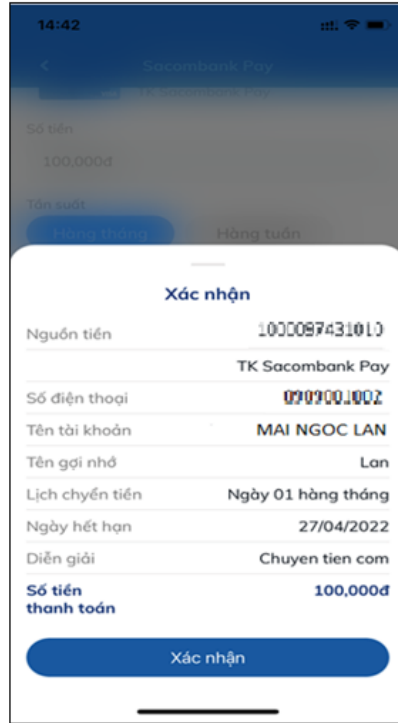 14:42
Sacombank Pay
TK Sacombank Pay
Số tiền
100,000đ
Tần suất
Hàng tháng Hàng tuần
Xác nhận
Nguồn tiền 1000087431010
TK Sacombank Pay
Số điện thoại 0909001002
Tên tài khoản MAI NGOC LAN
Tên gợi nhớ Lan
Lịch chyển tiền Ngày 01 hàng tháng
Ngày hết hạn 27/04/2022
Diễn giải Chuyen tien com
Số tiền 100,000đ
thanh toán
Xác nhận